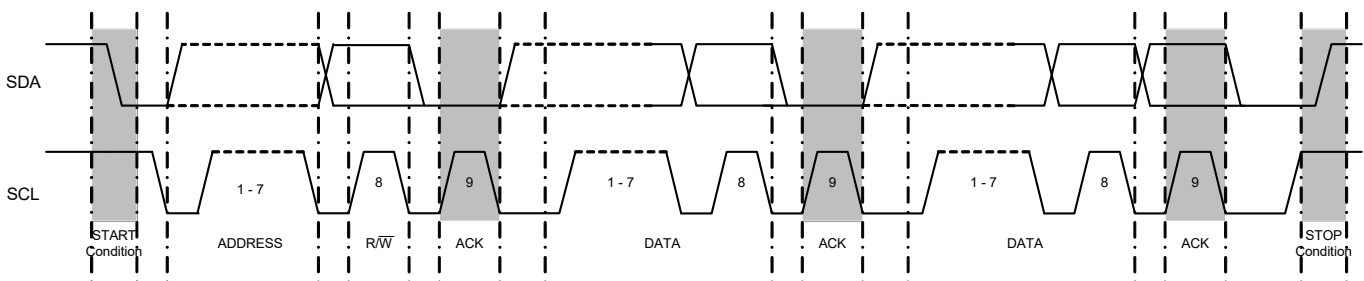 SDA
SCL
1 - 7
8
9
1 - 7
8
9
1 - 7
8
9
START
Condition
ADDRESS
R/W̅
ACK
DATA
ACK
DATA
ACK
STOP
Condition